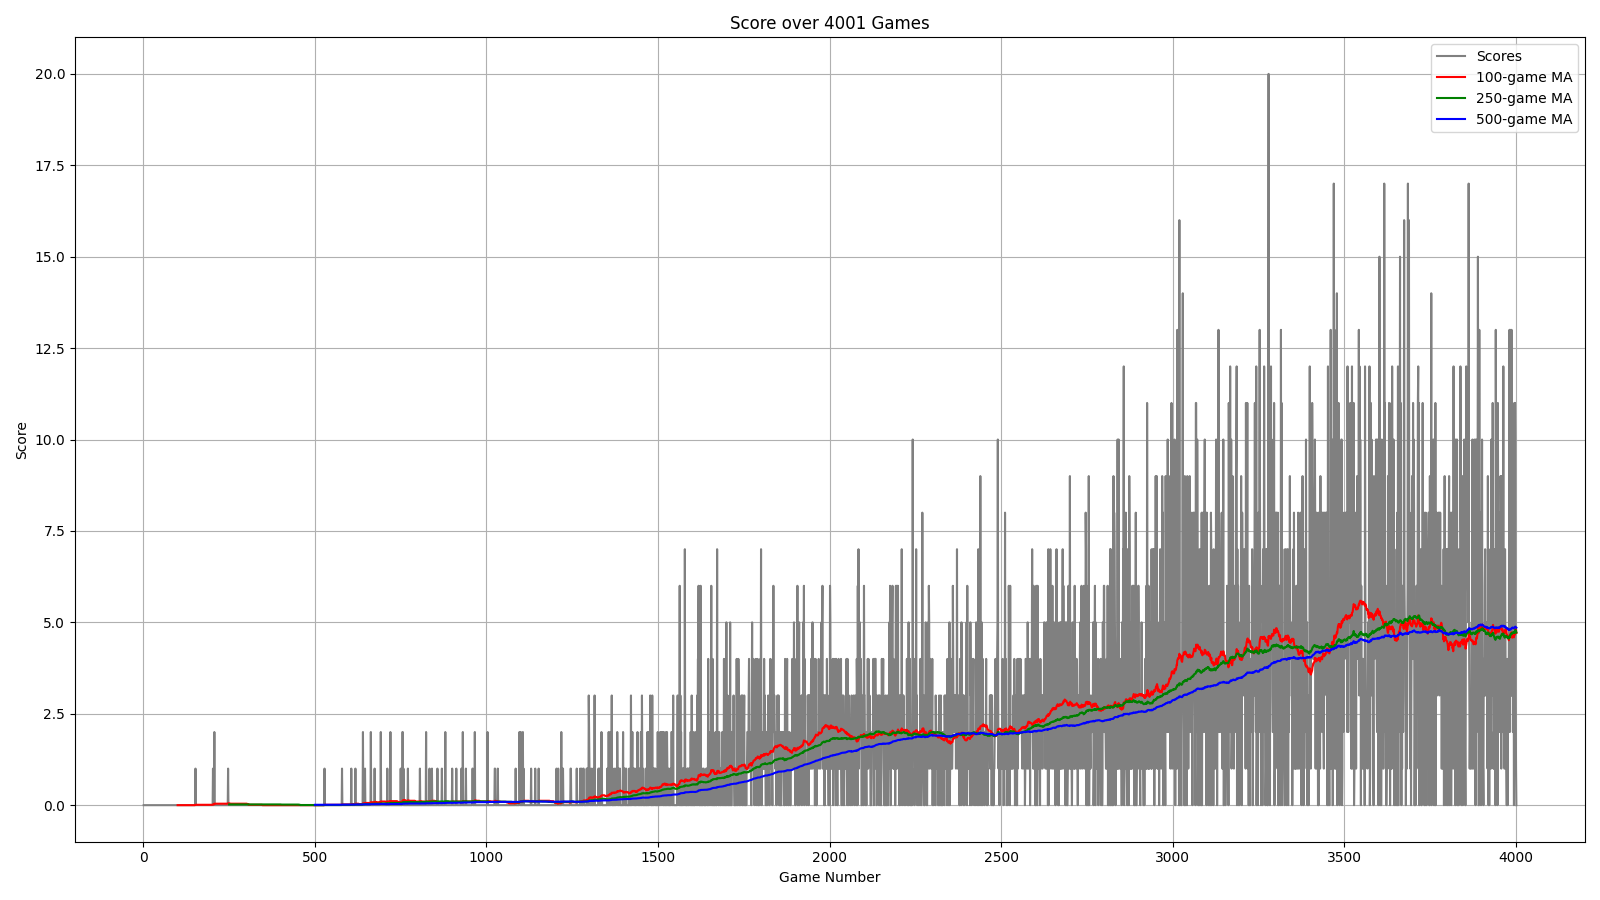 Score over 4001 Games
Scores
100-game MA
250-game MA
500-game MA
20.0
17.5
15.0
12.5
10.0
7.5
5.0
2.5
0.0
Score
0 500 1000 1500 2000 2500 3000 3500 4000
Game Number